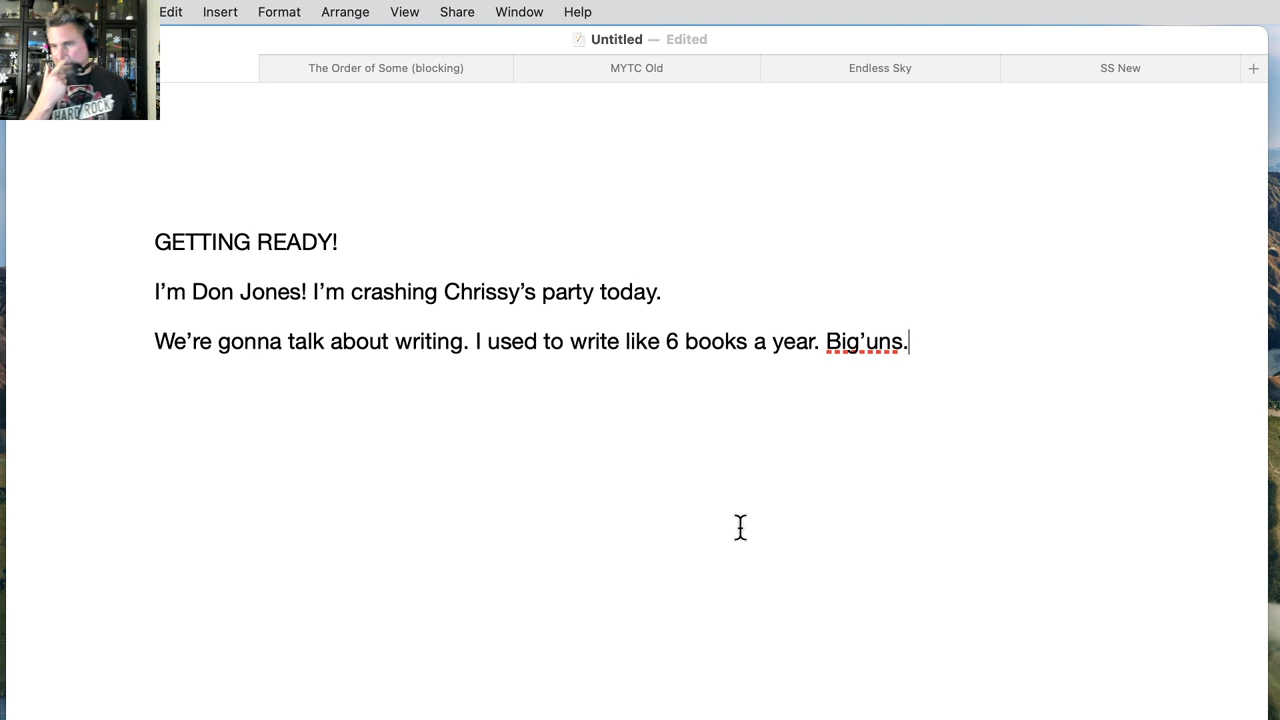 Edit Insert Format Arrange View Share Window Help
Untitled — Edited
The Order of Some (blocking) MYTC Old Endless Sky SS New +
HARD ROCK
GETTING READY!
I’m Don Jones! I’m crashing Chrissy’s party today.
We’re gonna talk about writing. I used to write like 6 books a year. Big’uns.